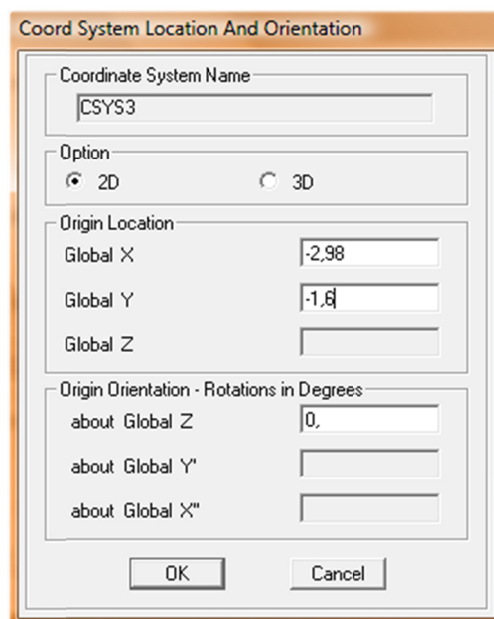 Coord System Location And Orientation
Coordinate System Name
CSYS3
Option
2D 3D
Origin Location
Global X -2,98
Global Y -1,6
Global Z
Origin Orientation - Rotations in Degrees
about Global Z 0,
about Global Y'
about Global X''
OK Cancel